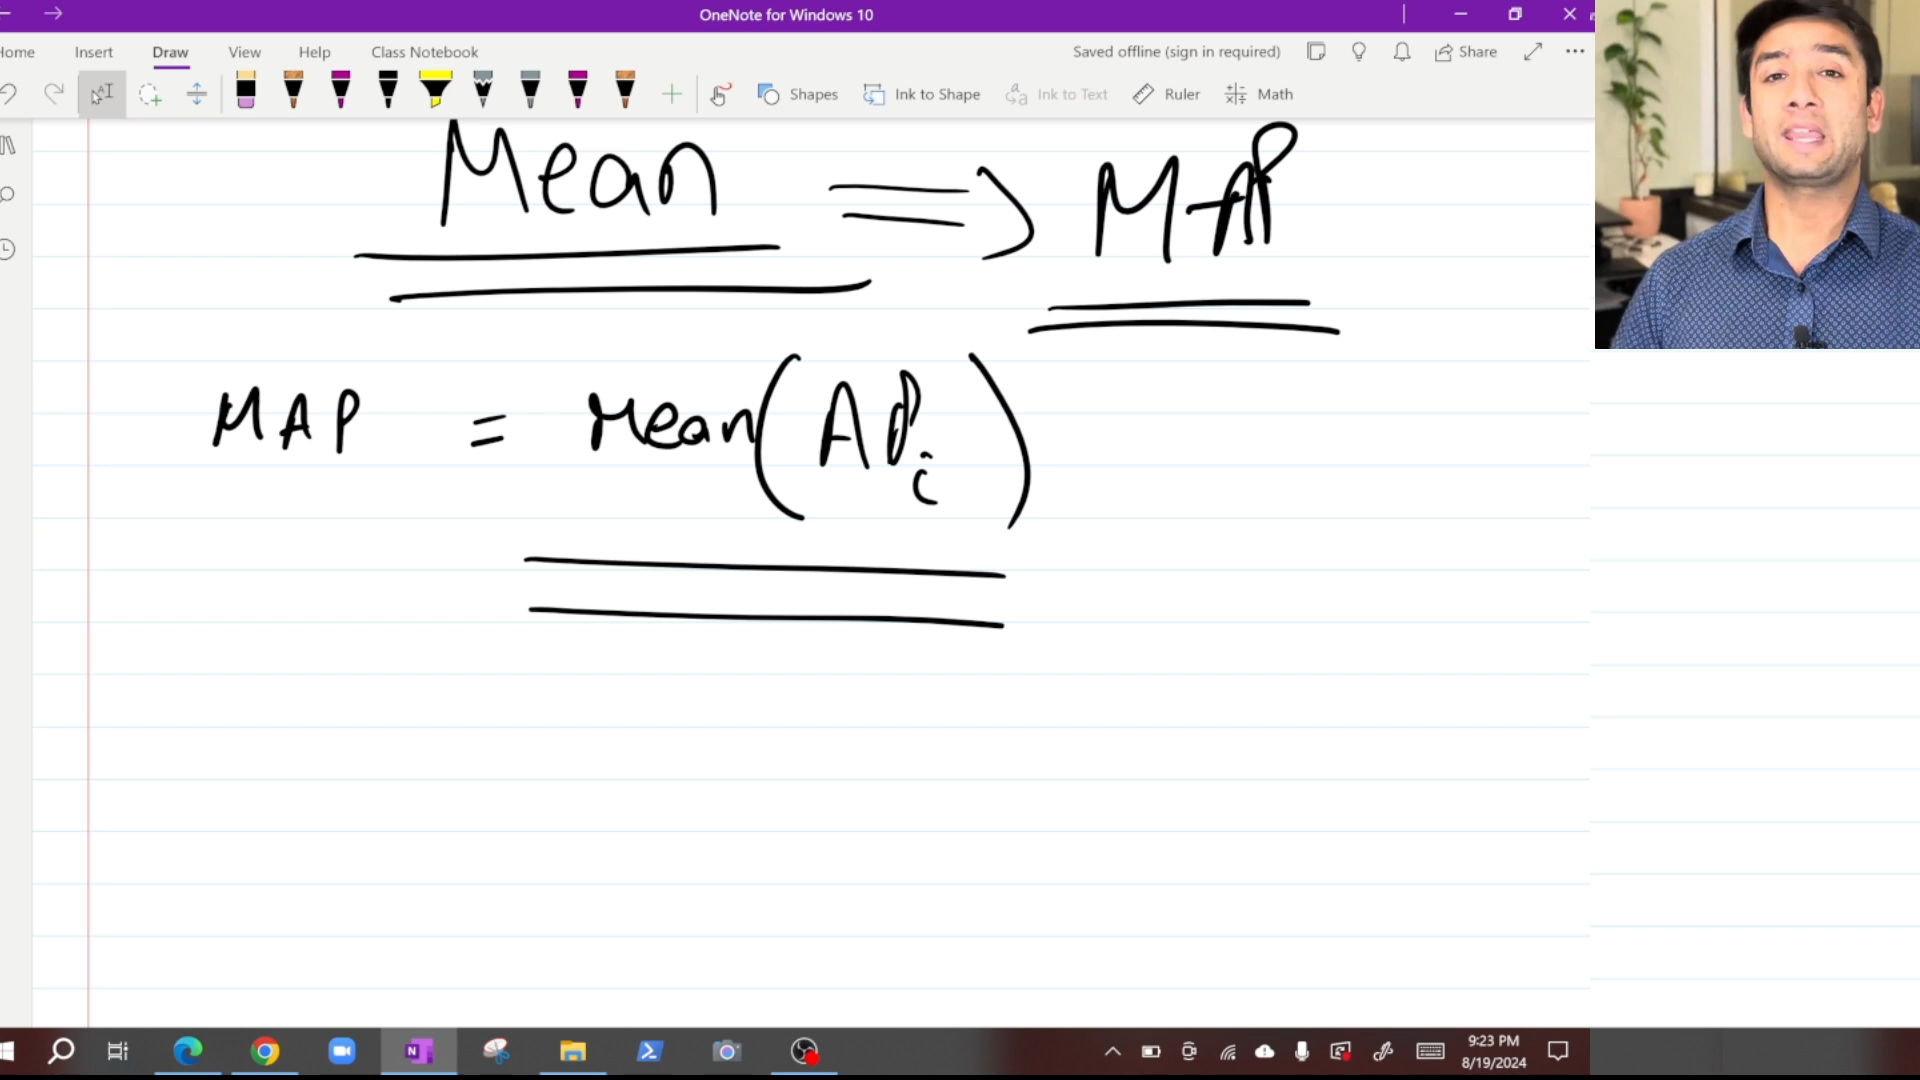 OneNote for Windows 10
Home Insert Draw View Help Class Notebook Saved offline (sign in required) Share
Shapes Ink to Shape Ink to Text Ruler Math
Mean => MAP
MAP = Mean(APi)
9:23 PM
8/19/2024